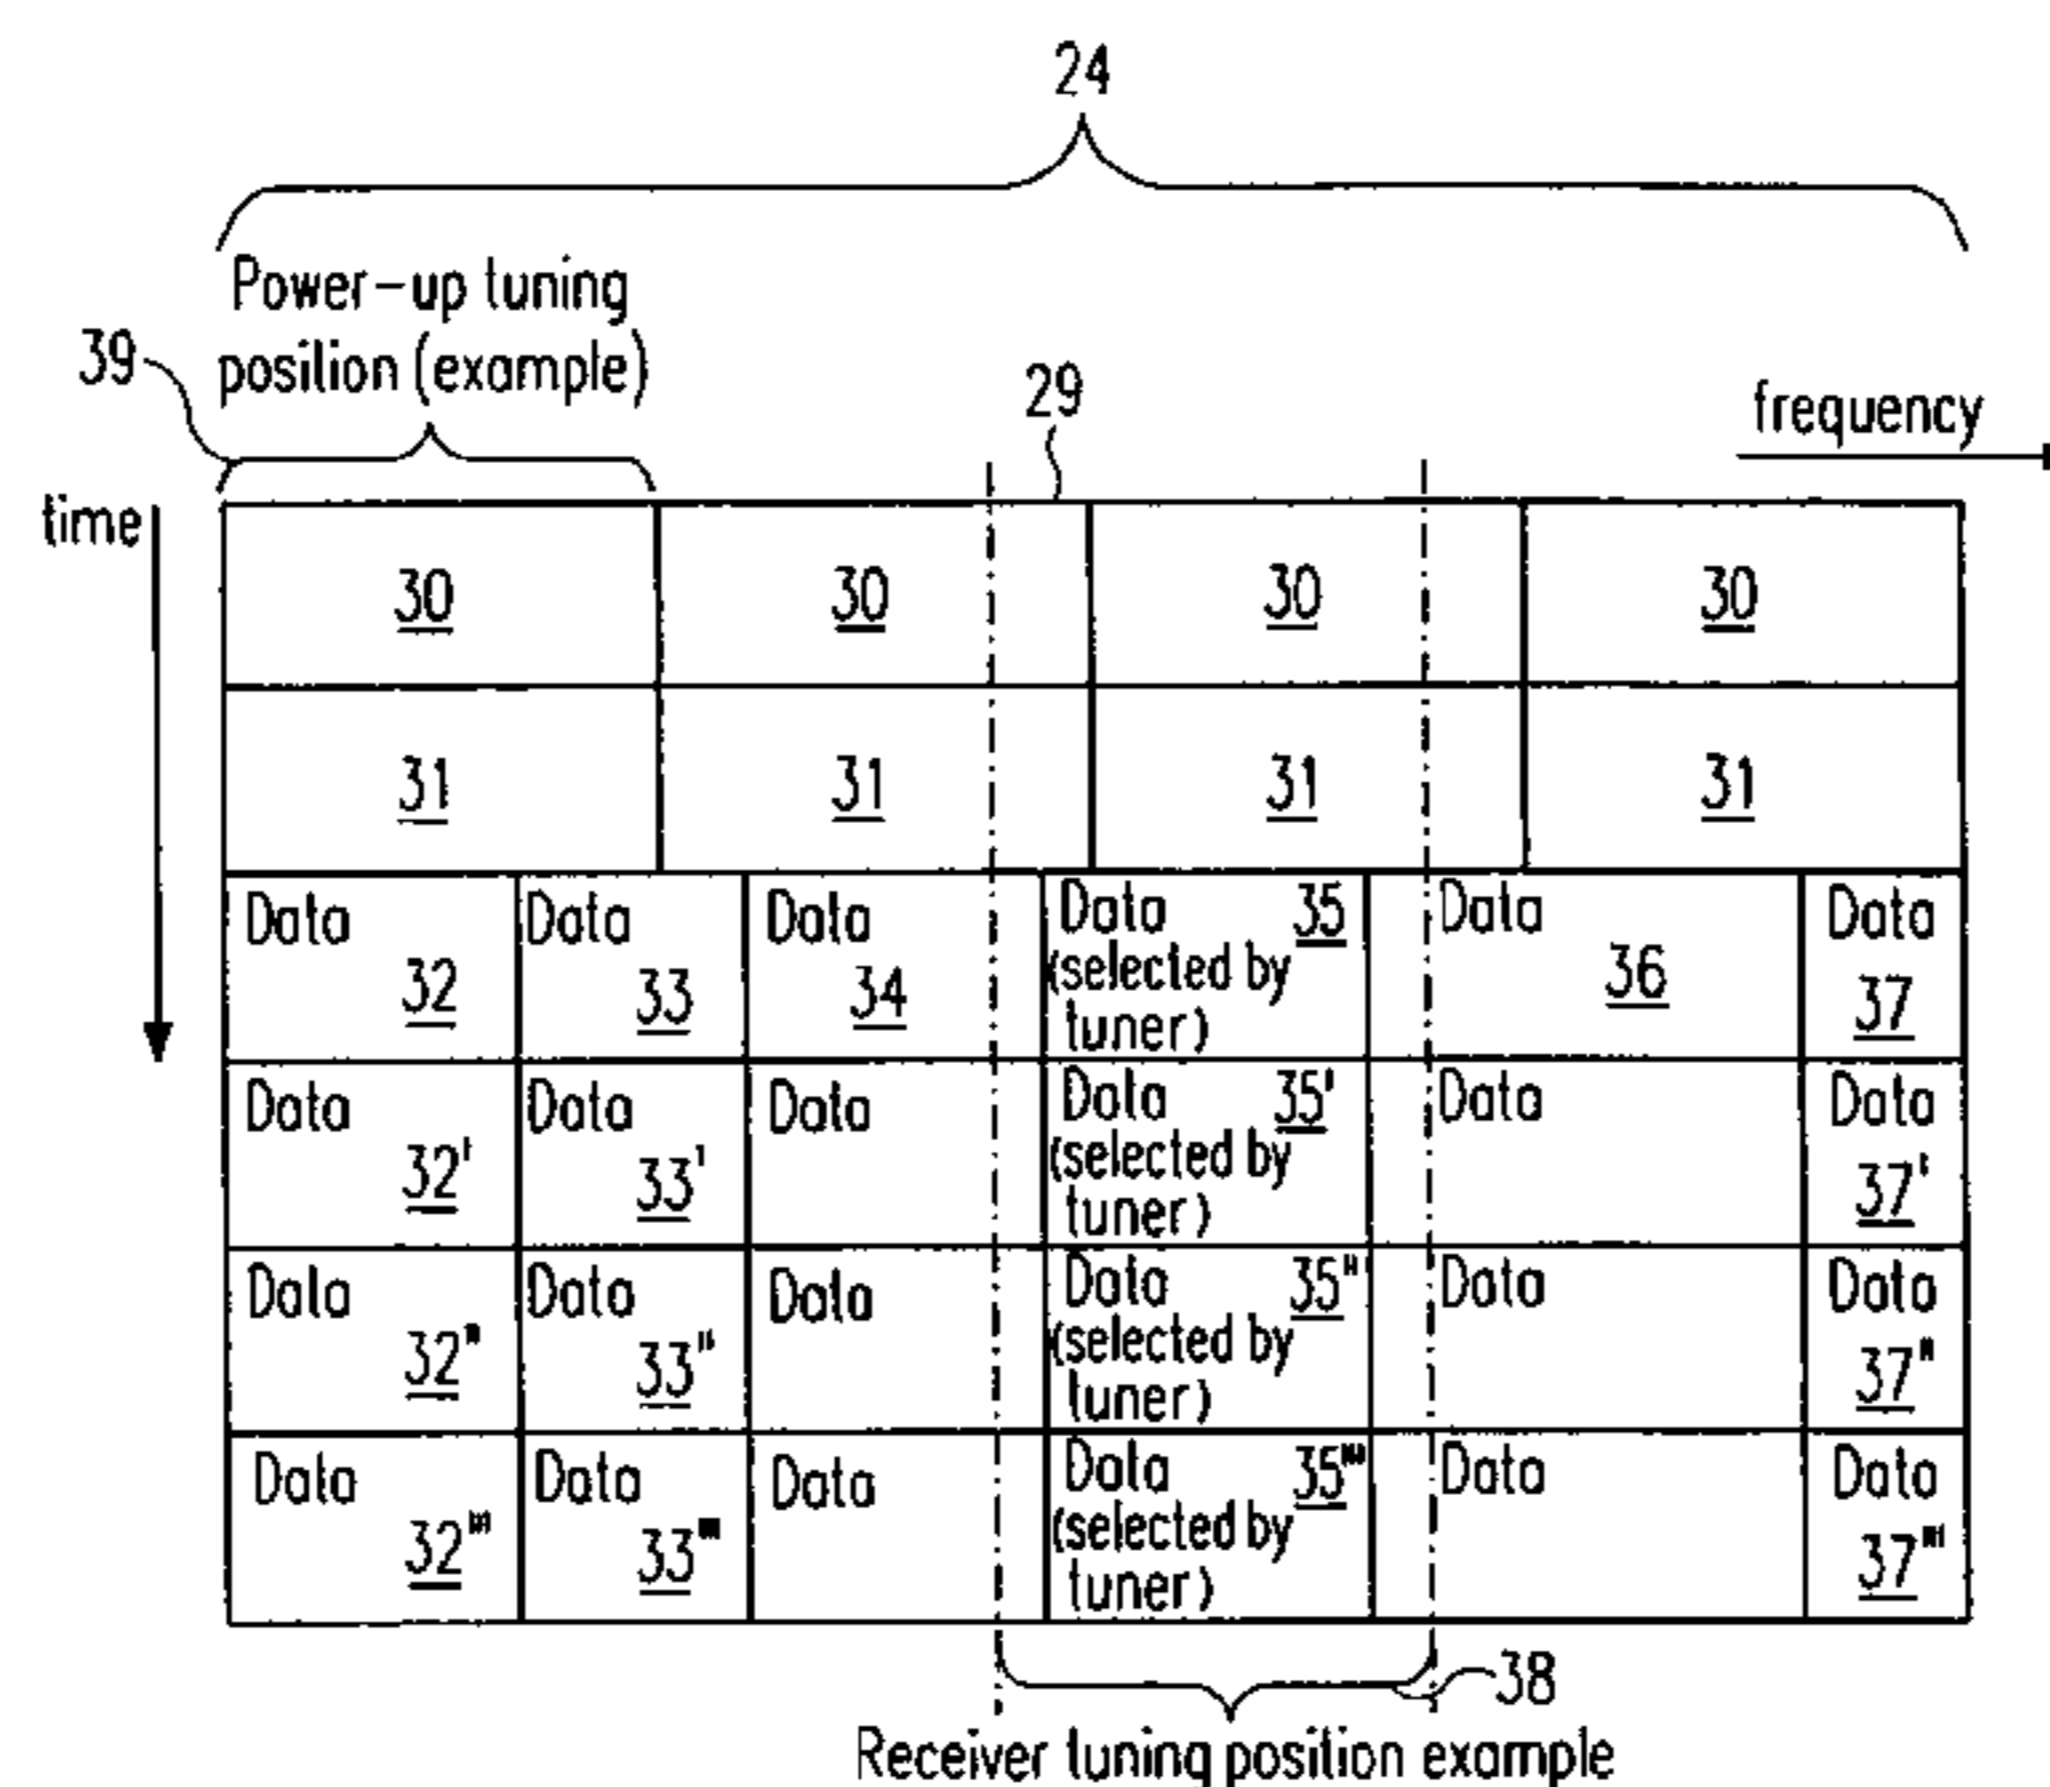 24
Power-up tuning
position (example)
39
29
frequency
time
30 30 30 30
31 31 31 31
Data 32 Data 33 Data 34 Data 35 (selected by tuner) Data 36 Data 37
Data 32' Data 33' Data Data 35' (selected by tuner) Data Data 37'
Data 32" Data 33" Data Data 35" (selected by tuner) Data Data 37"
Data 32''' Data 33''' Data Data 35''' (selected by tuner) Data Data 37'''
38
Receiver tuning position example